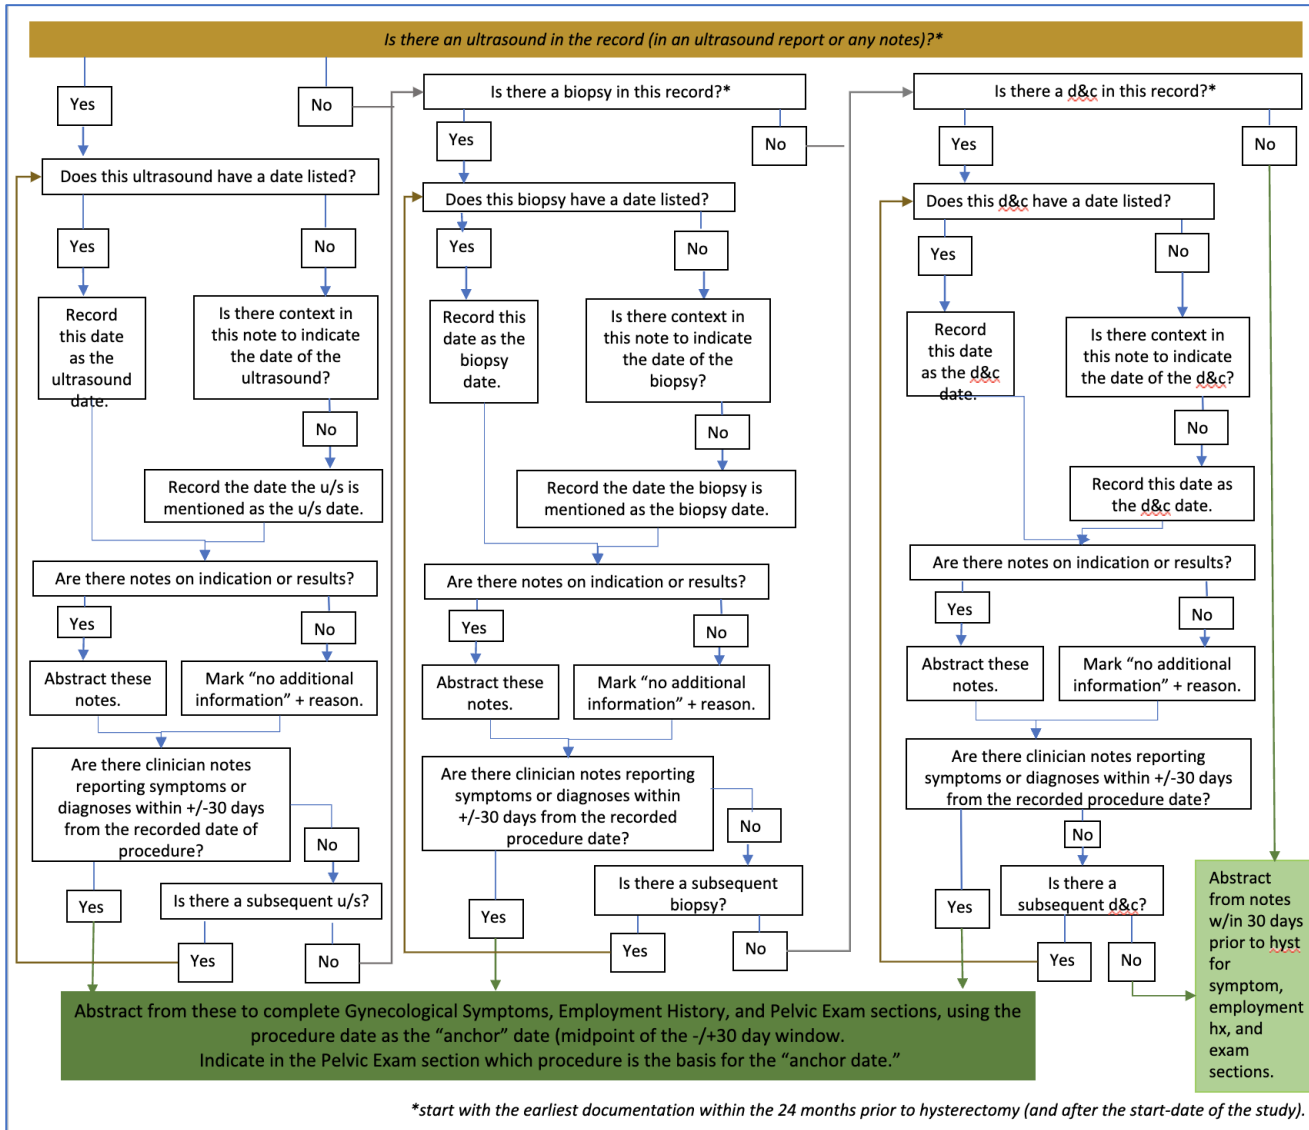 Is there an ultrasound in the record (in an ultrasound report or any notes)?*
Yes
No
Does this ultrasound have a date listed?
Yes
No
Record
this date
as the
ultrasound
date.
Is there context in
this note to indicate
the date of the
ultrasound?
No
Record the date the u/s is
mentioned as the u/s date.
Are there notes on indication or results?
Yes
No
Abstract these
notes.
Mark “no additional
information” + reason.
Are there clinician notes
reporting symptoms or
diagnoses within +/-30 days
from the recorded date of
procedure?
No
Is there a subsequent u/s?
Yes
Yes
No
Is there a biopsy in this record?*
Yes
No
Does this biopsy have a date listed?
Yes
No
Record this
date as the
biopsy
date.
Is there context in
this note to indicate
the date of the
biopsy?
No
Record the date the biopsy is
mentioned as the biopsy date.
Are there notes on indication or results?
Yes
No
Abstract these
notes.
Mark “no additional
information” + reason.
Are there clinician notes reporting
symptoms or diagnoses within
+/-30 days from the recorded
procedure date?
No
Is there a subsequent
biopsy?
Yes
Yes
No
Is there a d&c in this record?*
Yes
No
Does this d&c have a date listed?
Yes
No
Record
this date
as the d&c
date.
Is there context in
this note to indicate
the date of the d&c?
No
Record this date as
the d&c date.
Are there notes on indication or results?
Yes
No
Abstract these
notes.
Mark “no additional
information” + reason.
Are there clinician notes reporting
symptoms or diagnoses within +/-30 days
from the recorded procedure date?
No
Is there a
subsequent d&c?
Yes
Yes
No
Abstract
from notes
w/in 30 days
prior to hyst
for
symptom,
employment
hx, and
exam
sections.
Abstract from these to complete Gynecological Symptoms, Employment History, and Pelvic Exam sections, using the
procedure date as the “anchor” date (midpoint of the -/+30 day window.
Indicate in the Pelvic Exam section which procedure is the basis for the “anchor date.”
*start with the earliest documentation within the 24 months prior to hysterectomy (and after the start-date of the study).